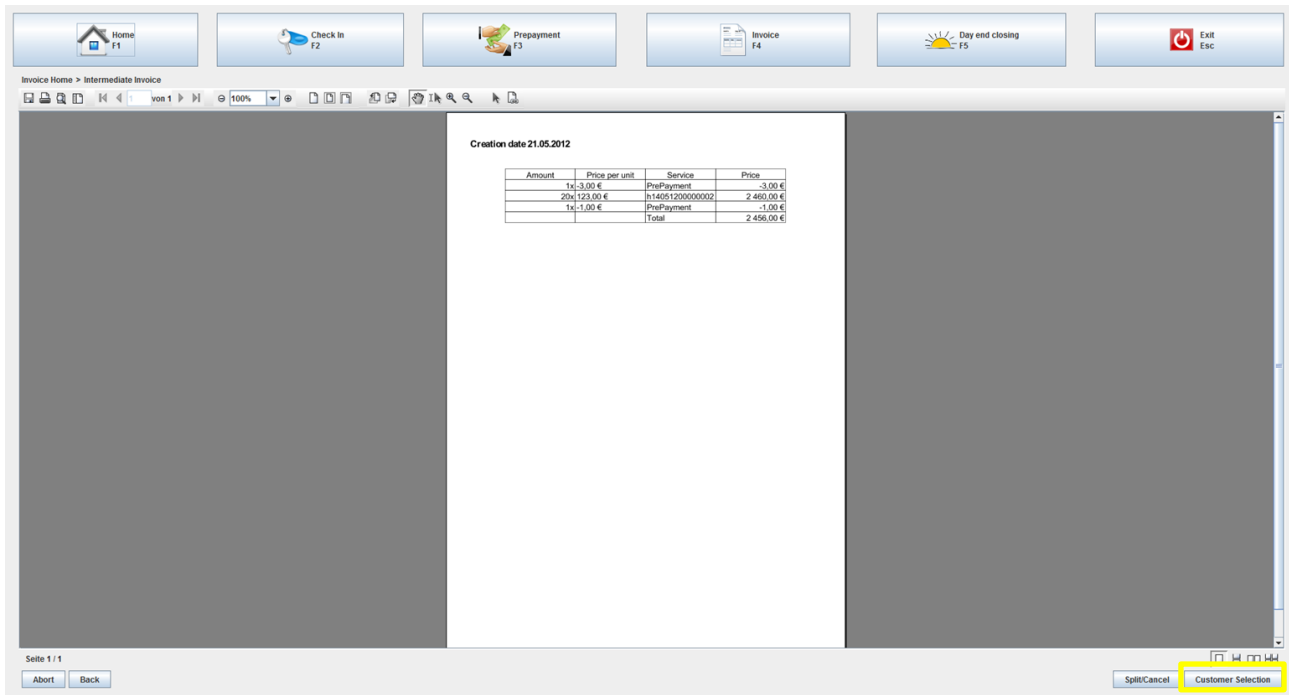 Home
F1
Check In
F2
Prepayment
F3
Invoice
F4
Day end closing
F5
Exit
Esc
Invoice Home > Intermediate Invoice
1 von 1 100%
Creation date 21.05.2012
Amount Price per unit Service Price
1x -3,00 € PrePayment -3,00 €
20x 123,00 € h14051200000002 2 460,00 €
1x -1,00 € PrePayment -1,00 €
Total 2 456,00 €
Seite 1 / 1
Abort Back Split/Cancel Customer Selection